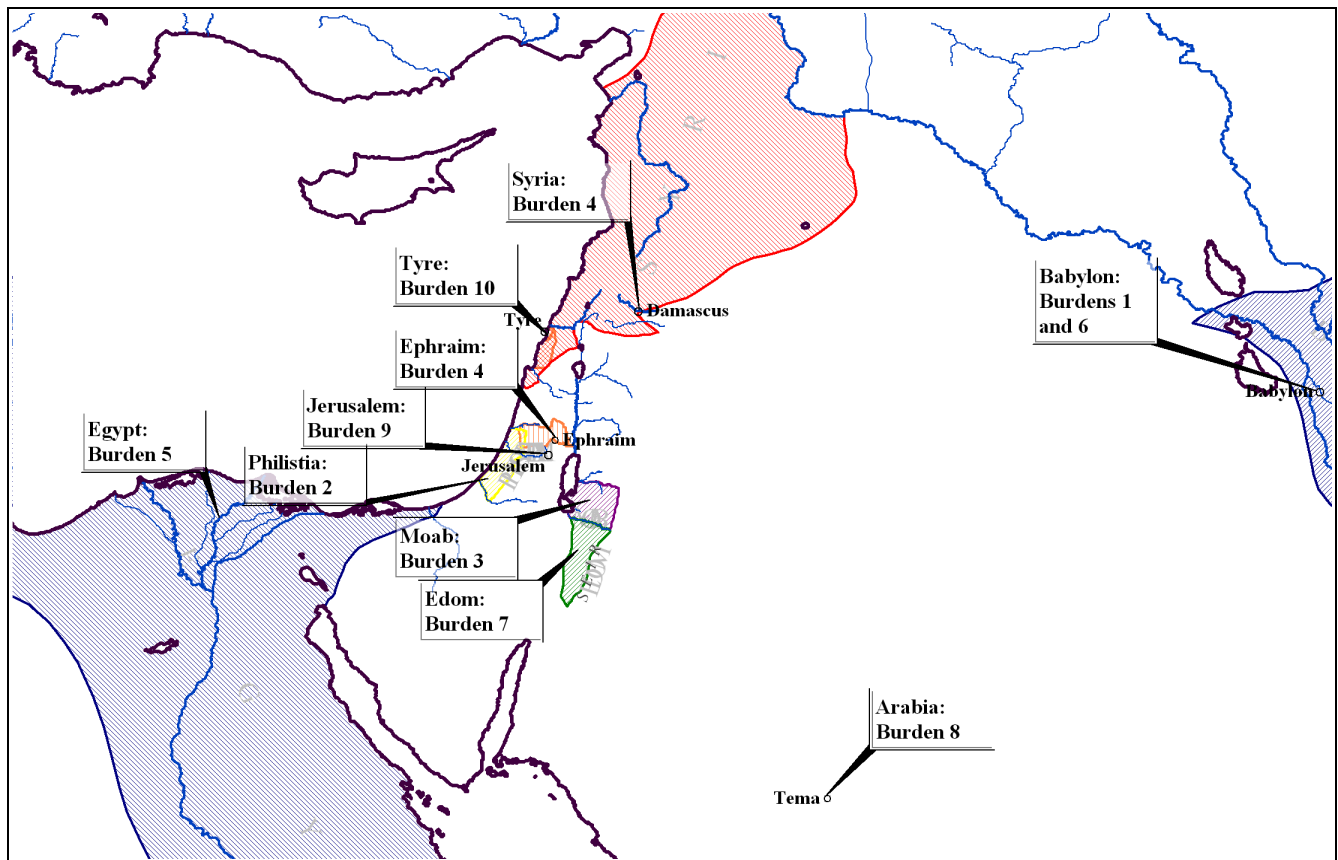 Syria:
Burden 4
Tyre:
Burden 10
Tyre
Damascus
Babylon:
Burdens 1
and 6
Babylon
Ephraim:
Burden 4
Ephraim
Jerusalem:
Burden 9
Jerusalem
Egypt:
Burden 5
Philistia:
Burden 2
Moab:
Burden 3
Edom:
Burden 7
Arabia:
Burden 8
Tema